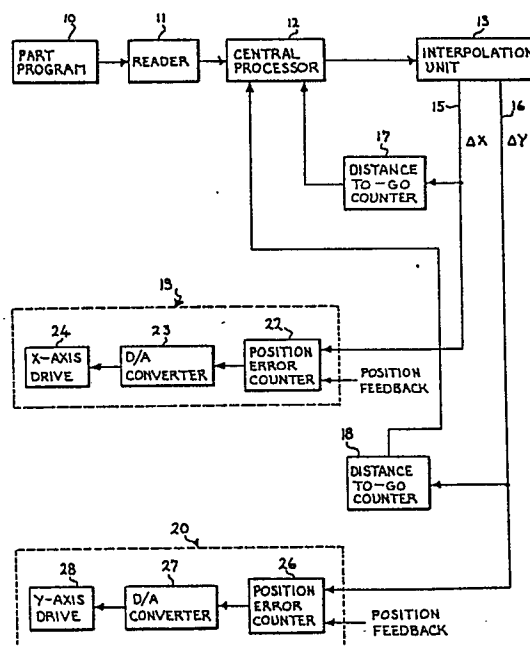 10
PART
PROGRAM
11
READER
12
CENTRAL
PROCESSOR
13
INTERPOLATION
UNIT
15
16
ΔX
ΔY
17
DISTANCE
TO-GO
COUNTER
19
24
X-AXIS
DRIVE
23
D/A
CONVERTER
22
POSITION
ERROR
COUNTER
POSITION
FEEDBACK
18
DISTANCE
TO-GO
COUNTER
20
28
Y-AXIS
DRIVE
27
D/A
CONVERTER
26
POSITION
ERROR
COUNTER
POSITION
FEEDBACK